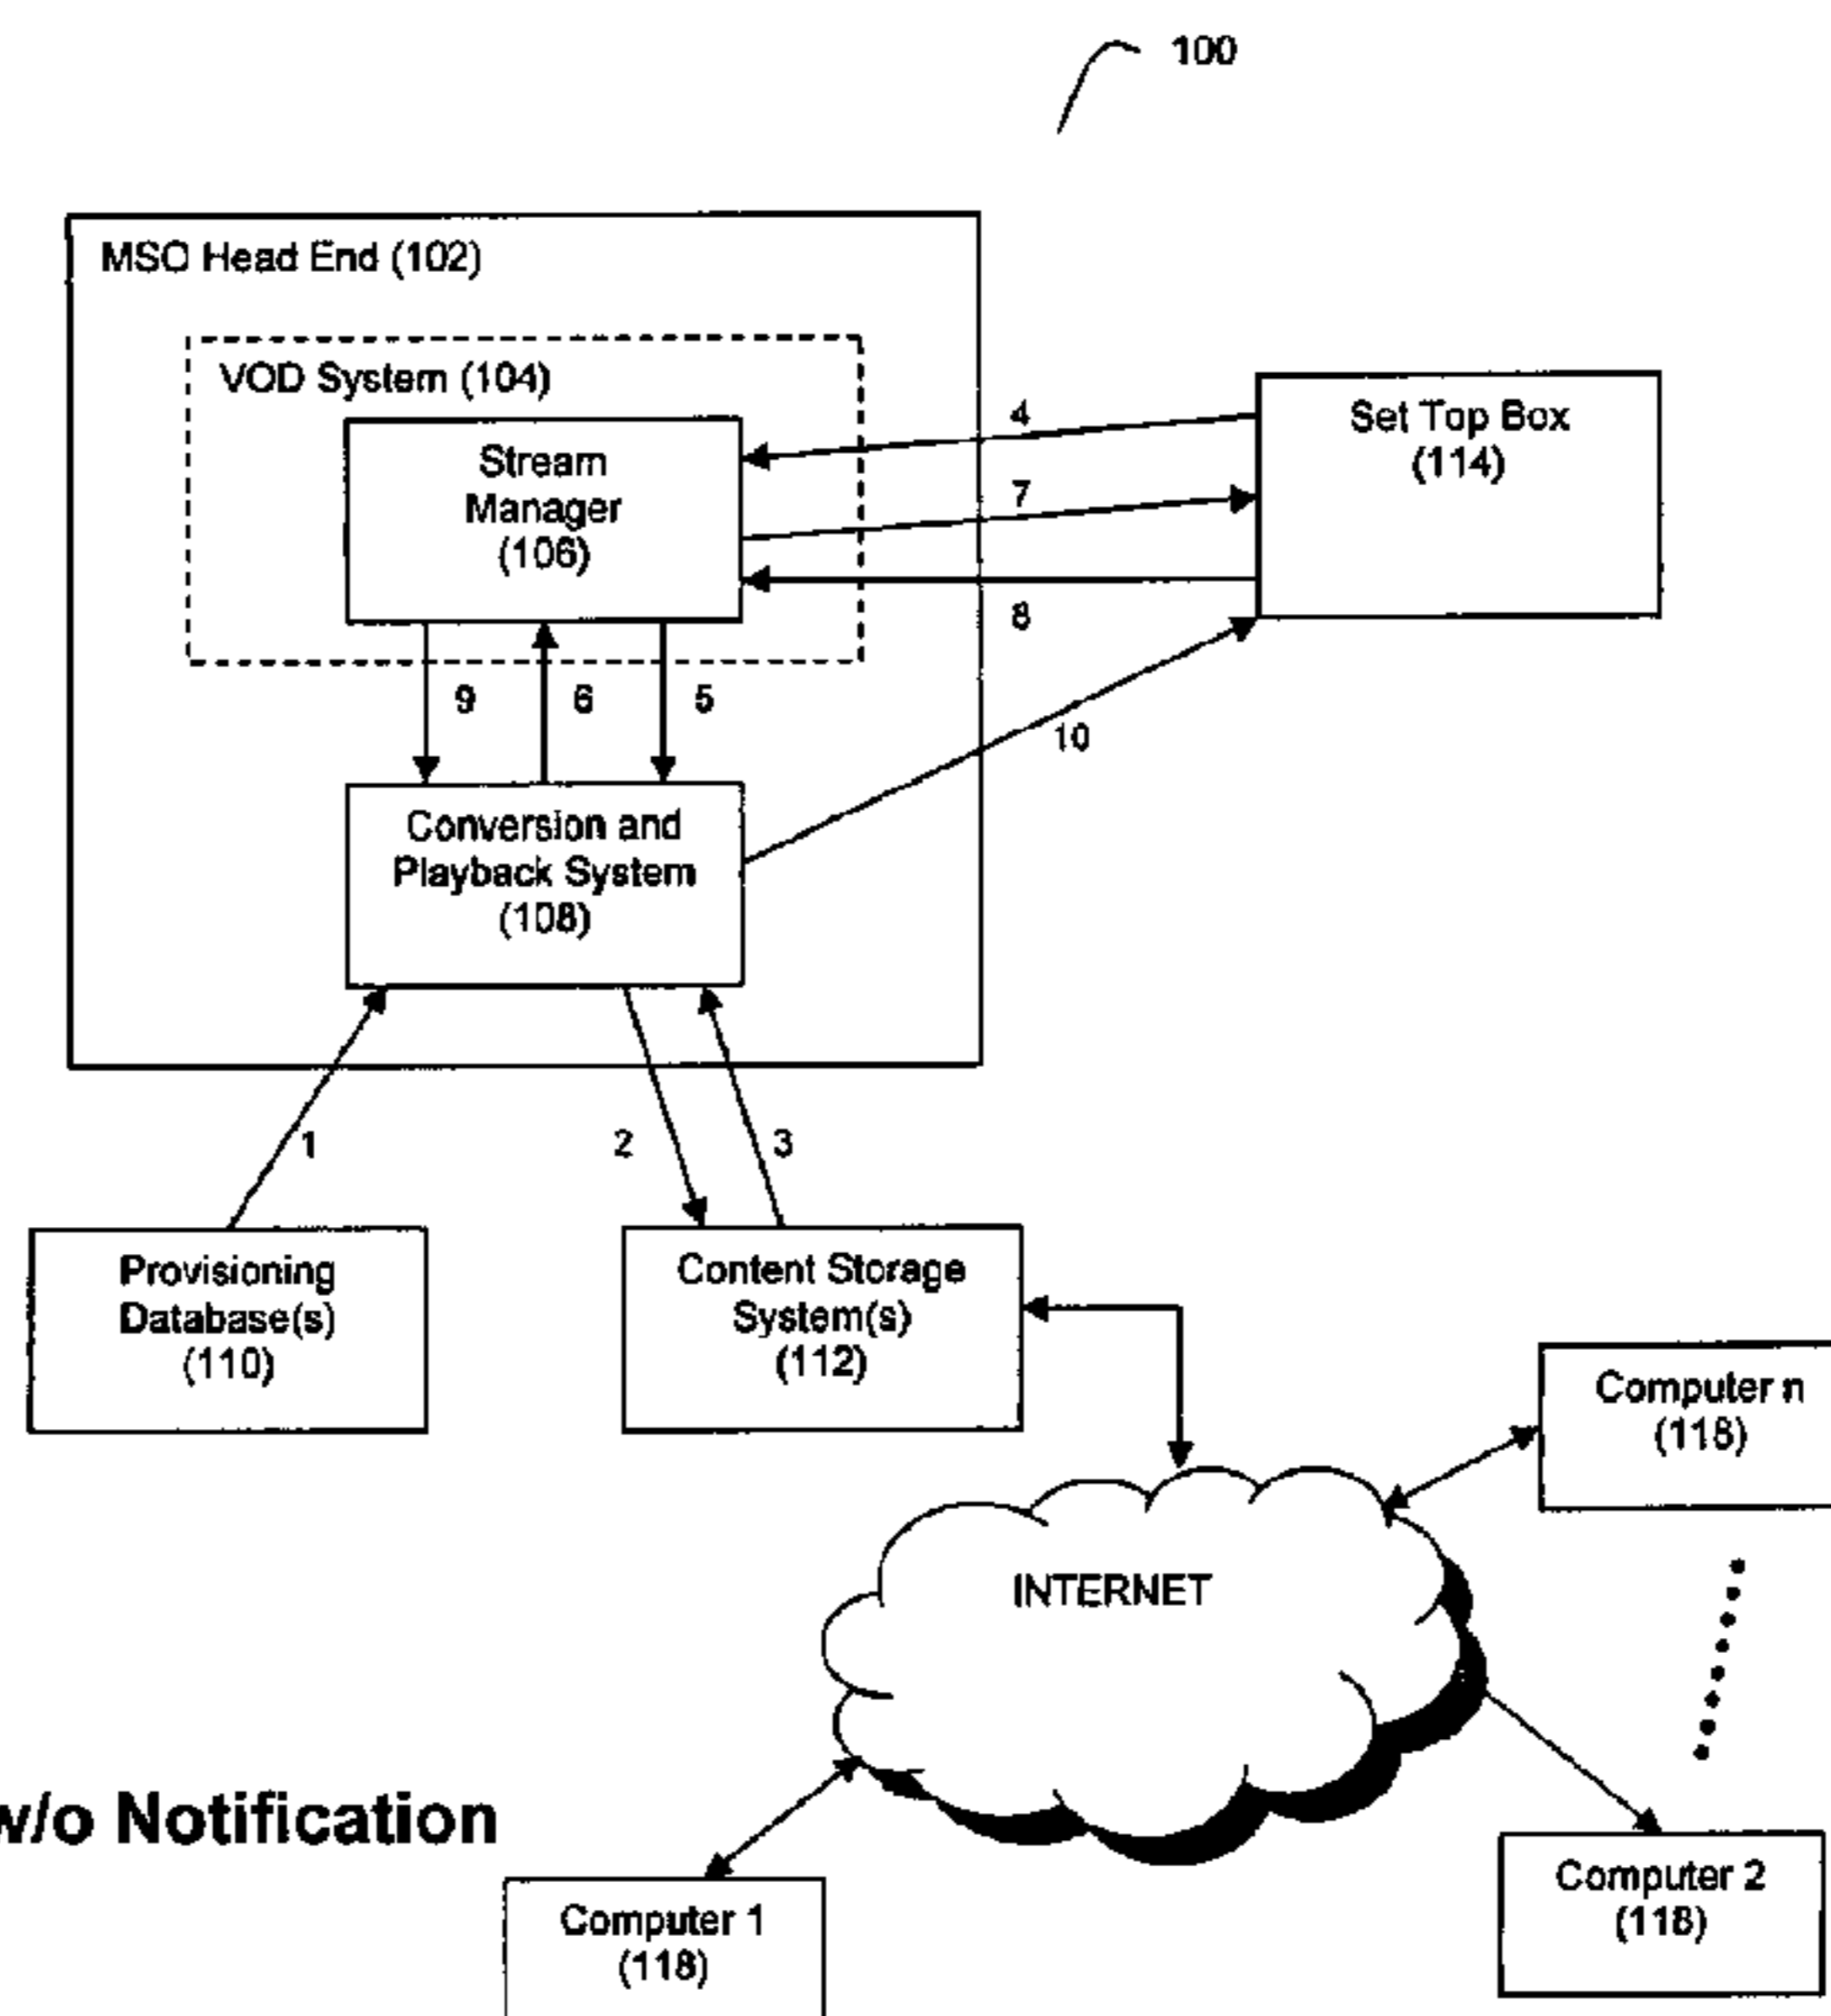 100
MSO Head End (102)
VOD System (104)
Stream
Manager
(106)
Set Top Box
(114)
4
7
8
9
6
5
10
Conversion and
Playback System
(108)
1
2
3
Provisioning
Database(s)
(110)
Content Storage
System(s)
(112)
Computer n
(118)
INTERNET
w/o Notification
Computer 1
(118)
Computer 2
(118)